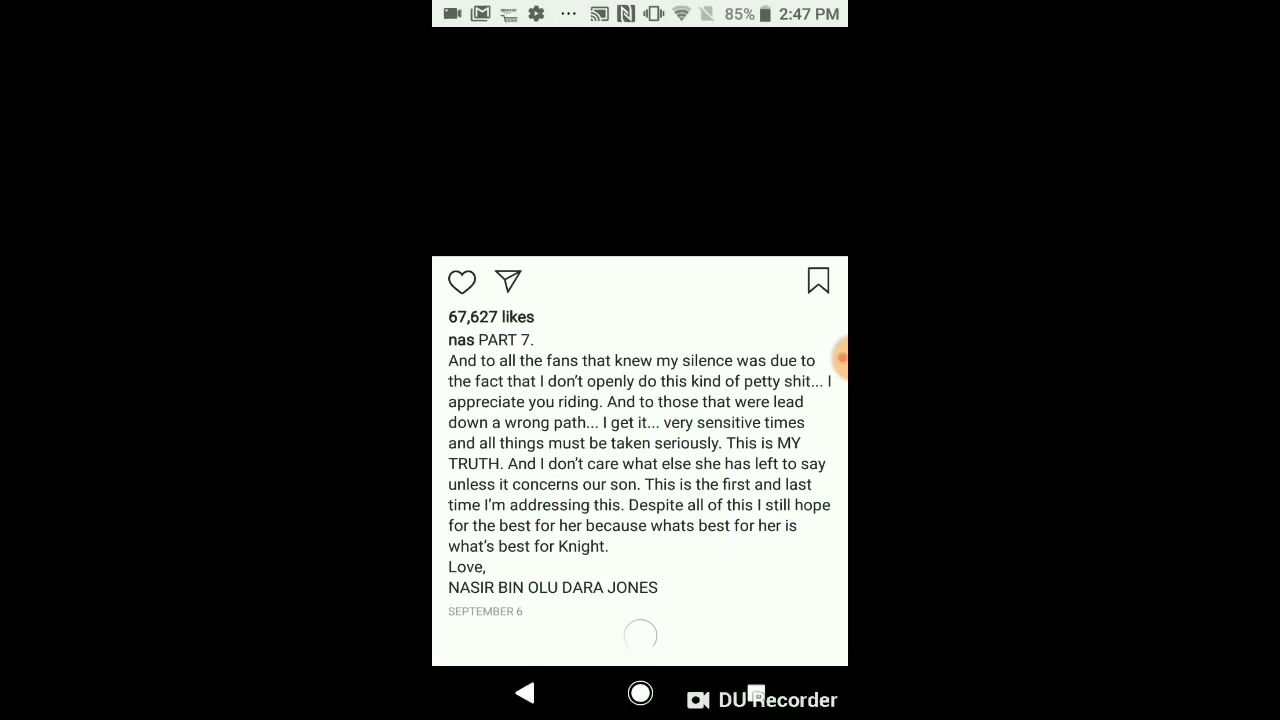 85% 2:47 PM
67,627 likes
nas PART 7.
And to all the fans that knew my silence was due to
the fact that I don’t openly do this kind of petty shit... I
appreciate you riding. And to those that were lead
down a wrong path... I get it... very sensitive times
and all things must be taken seriously. This is MY
TRUTH. And I don’t care what else she has left to say
unless it concerns our son. This is the first and last
time I’m addressing this. Despite all of this I still hope
for the best for her because whats best for her is
what’s best for Knight.
Love,
NASIR BIN OLU DARA JONES
SEPTEMBER 6
DU Recorder